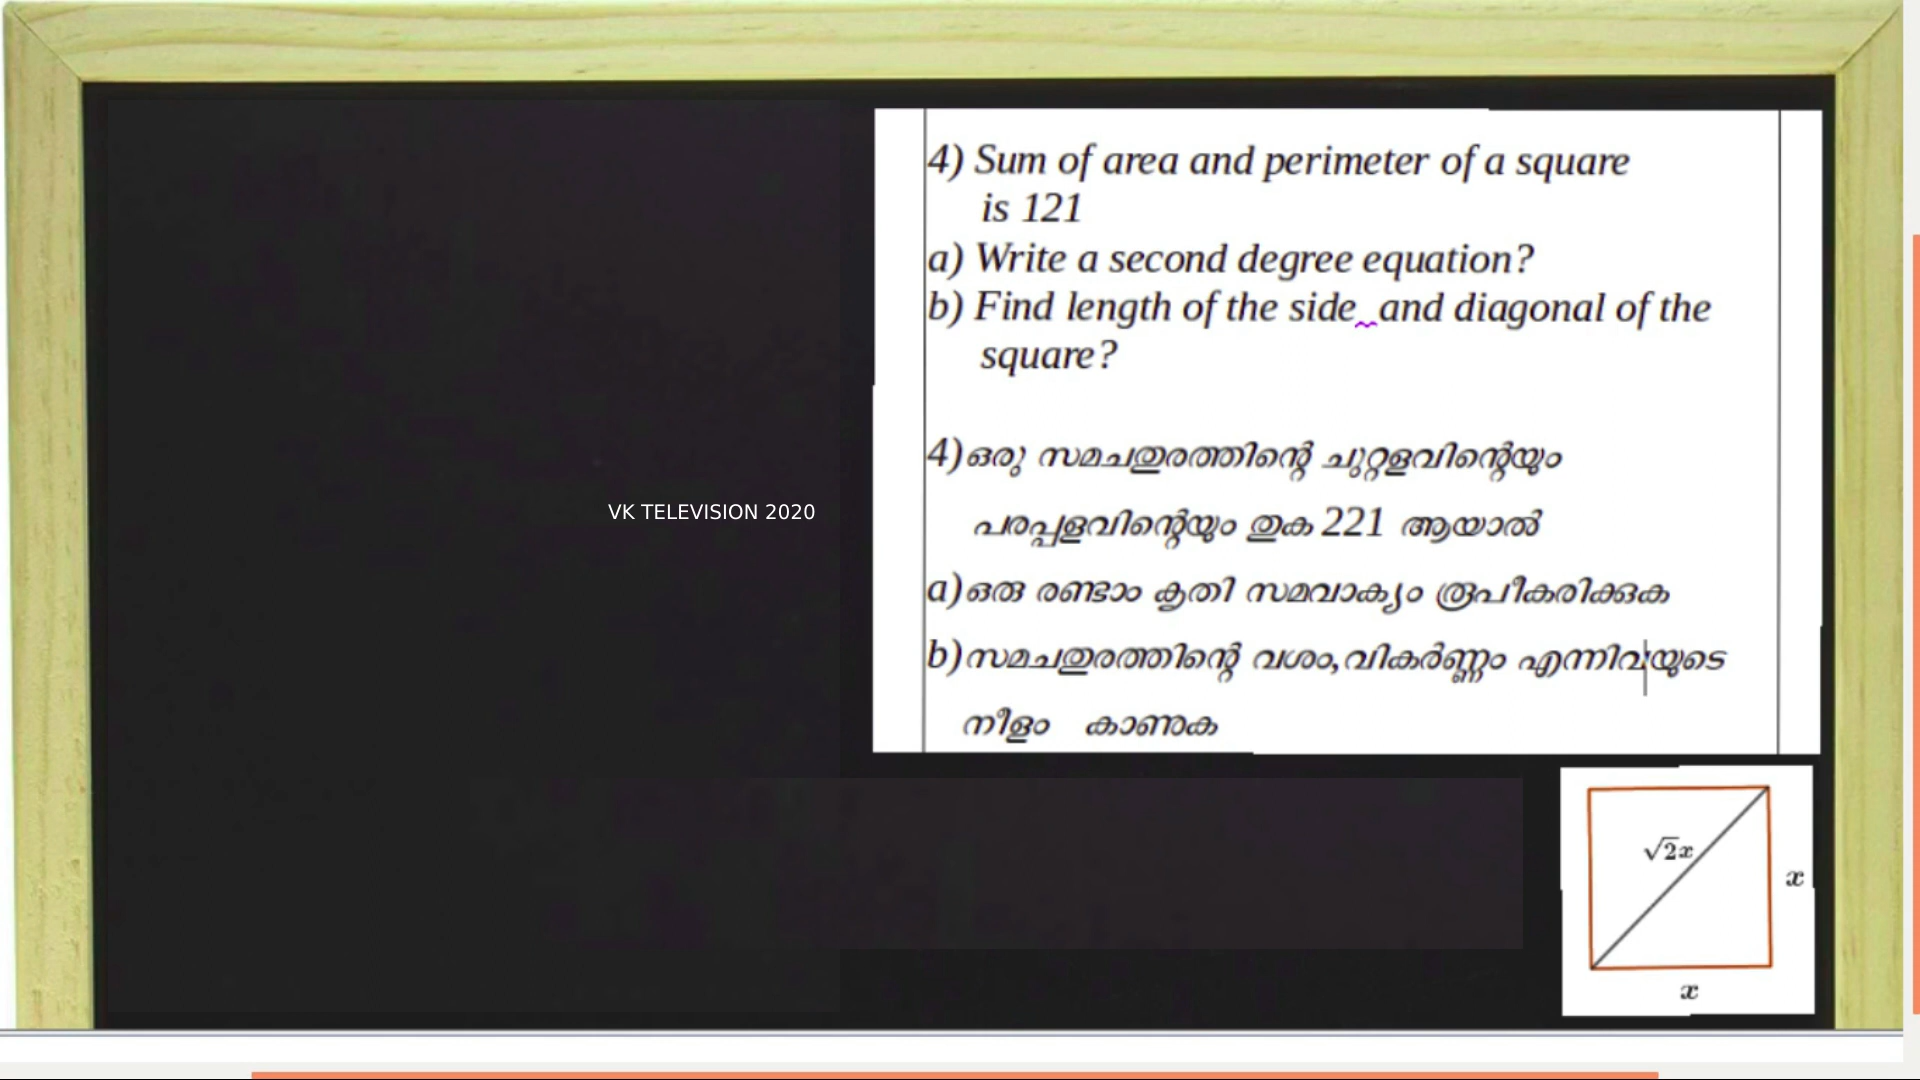 4) Sum of area and perimeter of a square
is 121
a) Write a second degree equation?
b) Find length of the side and diagonal of the
square?
4)ഒരു സമചതുരത്തിന്റെ ചുറ്റളവിന്റെയും
പരപ്പളവിന്റെയും തുക 221 ആയാൽ
a)ഒരു രണ്ടാം കൃതി സമവാക്യം രൂപീകരിക്കുക
b)സമചതുരത്തിന്റെ വശം,വികർണ്ണം എന്നിവയുടെ
നീളം കാണുക
VK TELEVISION 2020
√2x
x
x